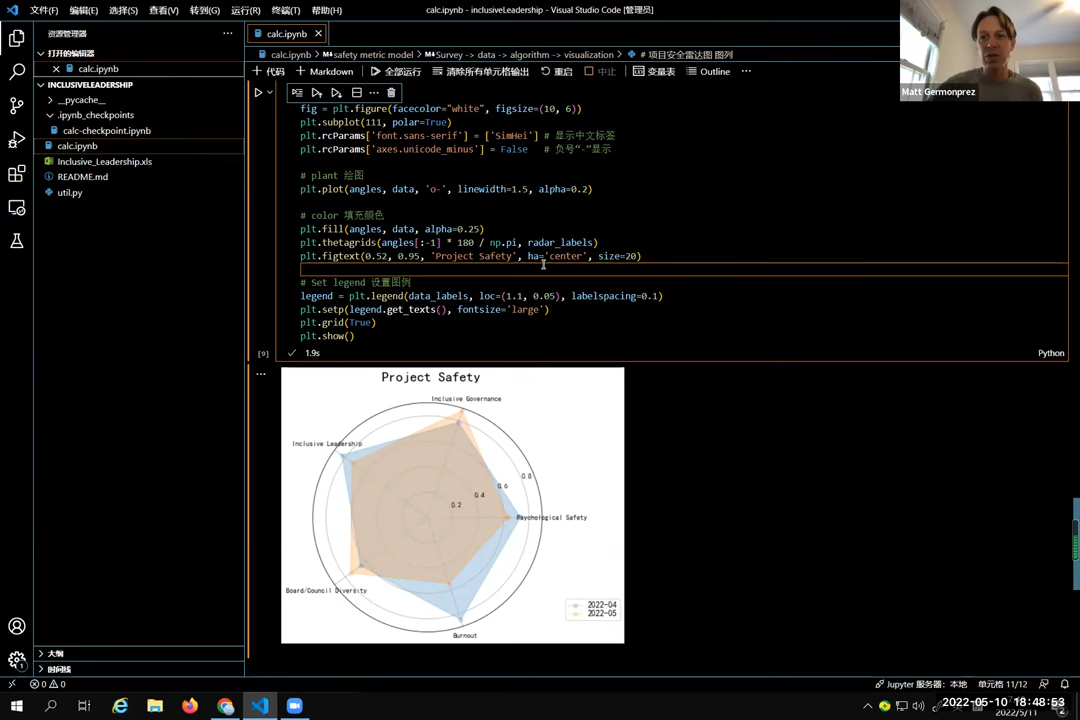 文件(F) 编辑(E) 选择(S) 查看(V) 转到(G) 运行(R) 终端(T) 帮助(H)
calc.ipynb - inclusiveLeadership - Visual Studio Code [管理员]
资源管理器
打开的编辑器
calc.ipynb
INCLUSIVELEADERSHIP
__pycache__
.ipynb_checkpoints
calc-checkpoint.ipynb
calc.ipynb
Inclusive_Leadership.xls
README.md
util.py
大纲
时间线
calc.ipynb
calc.ipynb > safety metric model > Survey -> data -> algorithm -> visualization > # 项目安全雷达图 图列
代码 Markdown 全部运行 清除所有单元格输出 重启 中止 变量表 Outline
fig = plt.figure(facecolor="white", figsize=(10, 6))
plt.subplot(111, polar=True)
plt.rcParams['font.sans-serif'] = ['SimHei'] # 显示中文标签
plt.rcParams['axes.unicode_minus'] = False # 负号“-”显示
# plant 绘图
plt.plot(angles, data, 'o-', linewidth=1.5, alpha=0.2)
# color 填充颜色
plt.fill(angles, data, alpha=0.25)
plt.thetagrids(angles[:-1] * 180 / np.pi, radar_labels)
plt.figtext(0.52, 0.95, 'Project Safety', ha='center', size=20)
# Set legend 设置图例
legend = plt.legend(data_labels, loc=(1.1, 0.05), labelspacing=0.1)
plt.setp(legend.get_texts(), fontsize='large')
plt.grid(True)
plt.show()
[9]
1.9s
Python
Project Safety
Inclusive Governance
Inclusive Leadership
0.8
0.6
0.4
0.2
Psychological Safety
Board/Council Diversity
Burnout
2022-04
2022-05
Matt Germonprez
0 0
Jupyter 服务器：本地 单元格 11/12
2022-05-10 18:48:53
2022/5/11